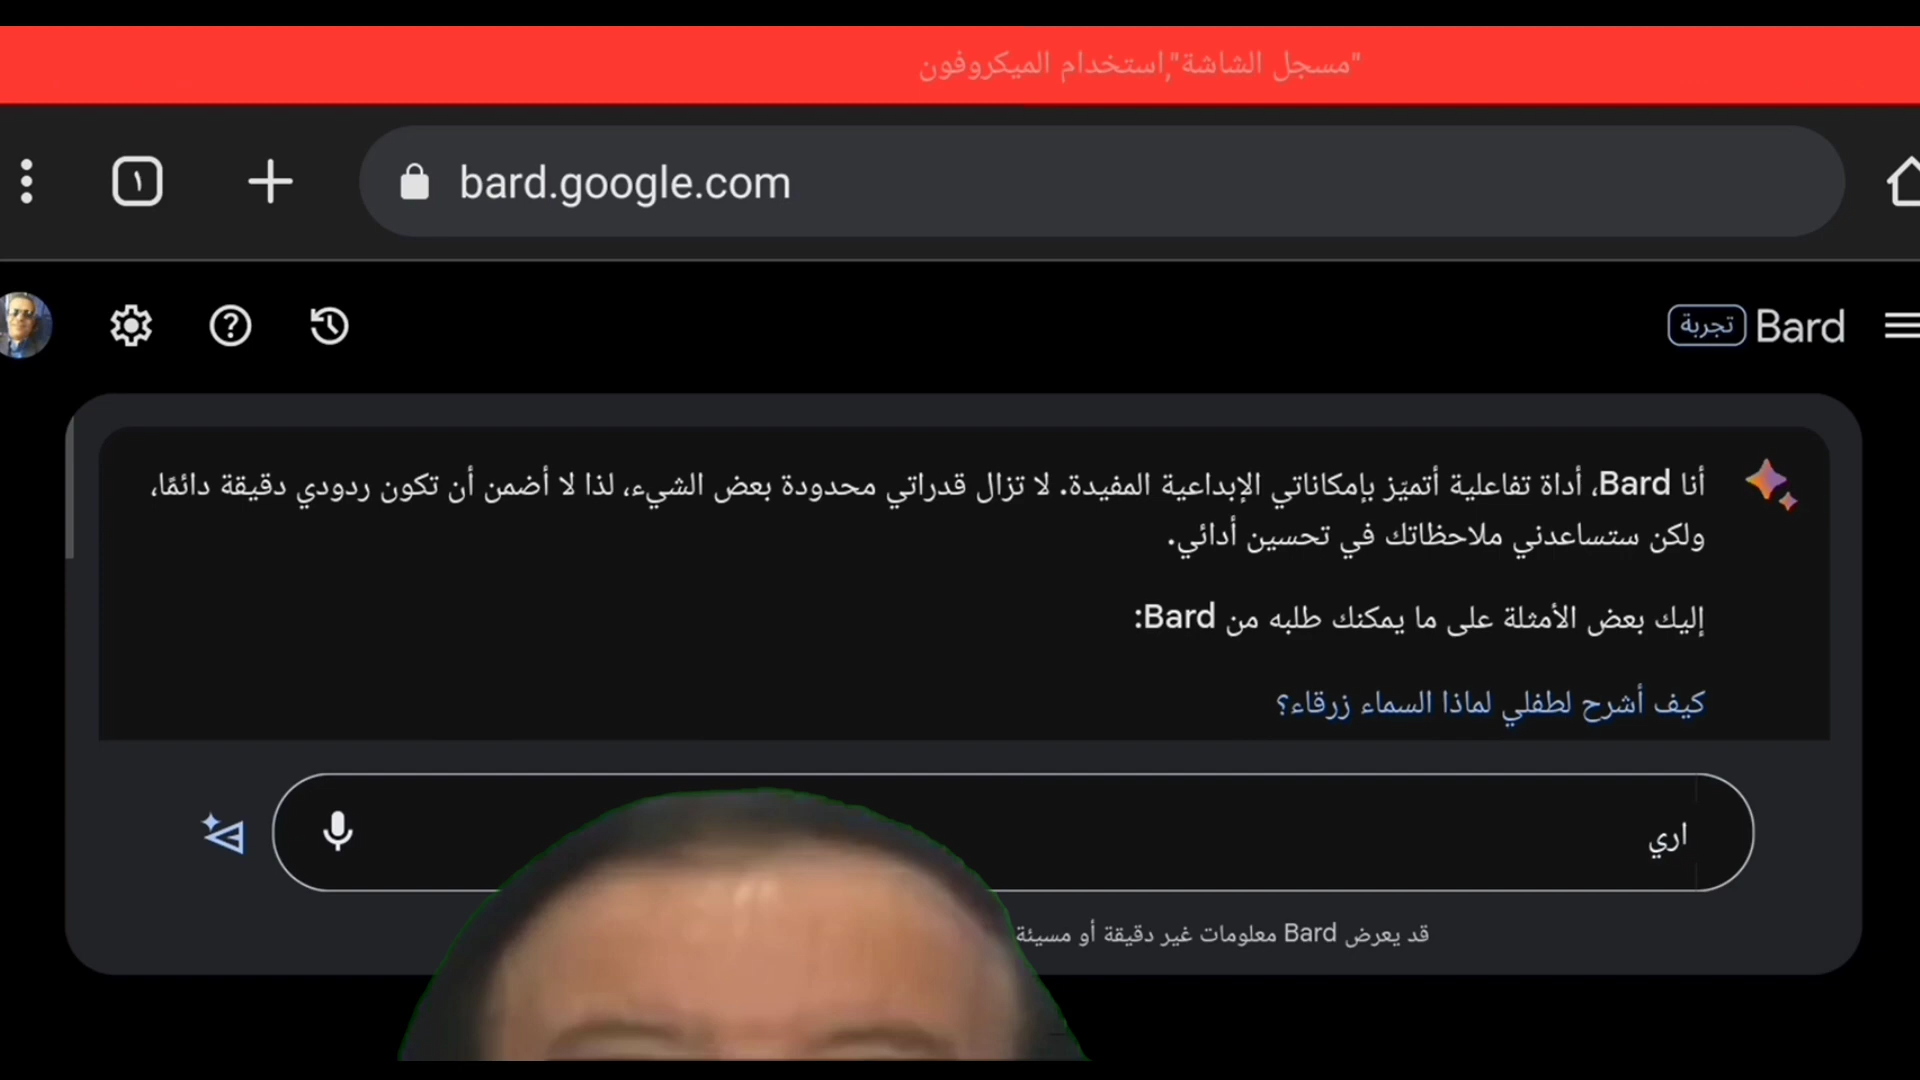 "مسجل الشاشة",استخدام الميكروفون
١
bard.google.com
Bard تجربة
أنا Bard، أداة تفاعلية أتميّز بإمكاناتي الإبداعية المفيدة. لا تزال قدراتي محدودة بعض الشيء، لذا لا أضمن أن تكون ردودي دقيقة دائمًا،
ولكن ستساعدني ملاحظاتك في تحسين أدائي.
إليك بعض الأمثلة على ما يمكنك طلبه من Bard:
كيف أشرح لطفلي لماذا السماء زرقاء؟
اري
قد يعرض Bard معلومات غير دقيقة أو مسيئة